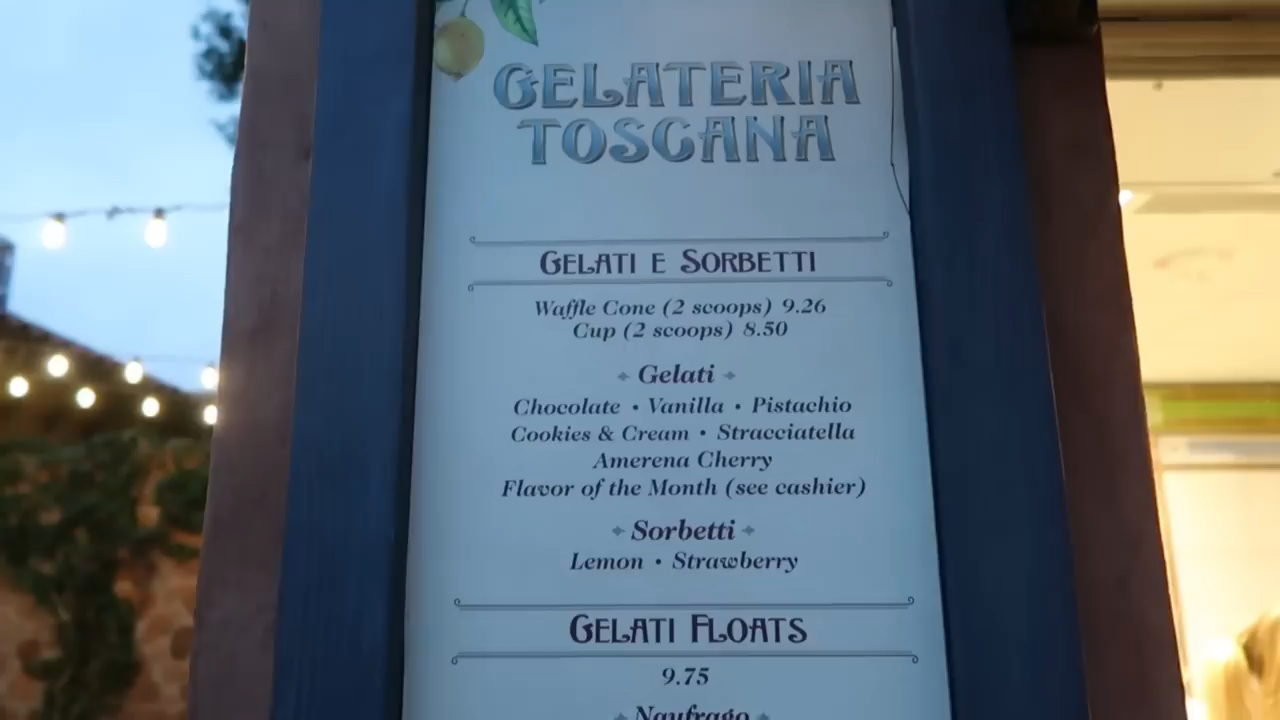 GELATERIA
TOSCANA
GELATI E SORBETTI
Waffle Cone (2 scoops) 9.26
Cup (2 scoops) 8.50
Gelati
Chocolate • Vanilla • Pistachio
Cookies & Cream • Stracciatella
Amerena Cherry
Flavor of the Month (see cashier)
Sorbetti
Lemon • Strawberry
GELATI FLOATS
9.75
Naufrago